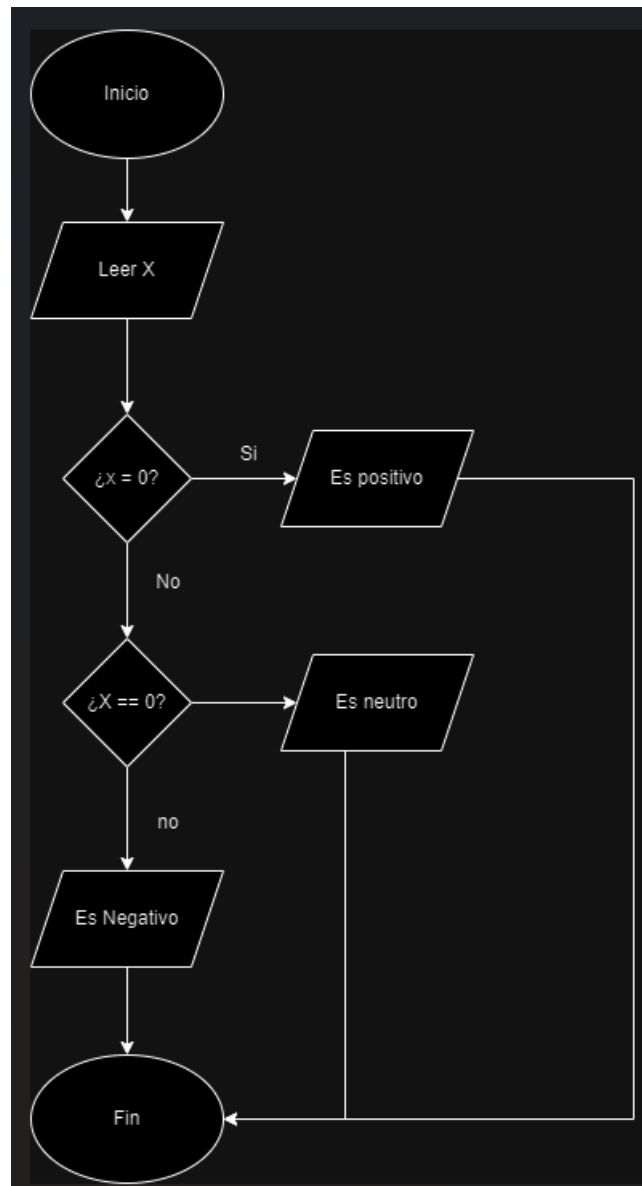 Inicio
Leer X
¿x = 0?
Si
Es positivo
No
¿X == 0?
Es neutro
no
Es Negativo
Fin